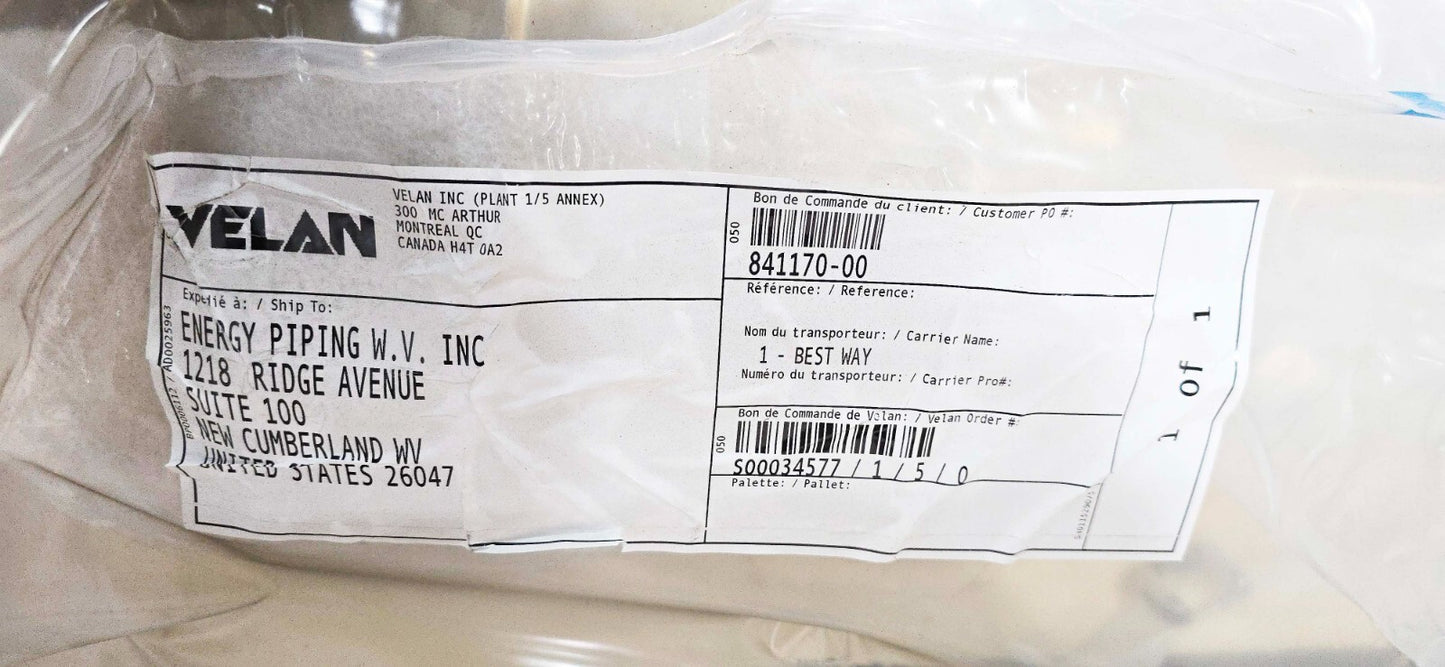 VELAN
VELAN INC (PLANT 1/5 ANNEX)
300 MC ARTHUR
MONTREAL QC
CANADA H4T 0A2
Expédié à: / Ship To:
ENERGY PIPING W.V. INC
1218 RIDGE AVENUE
SUITE 100
NEW CUMBERLAND WV
UNITED STATES 26047
BP0006112 / AD0025963
Bon de Commande du client: / Customer PO #:
050
841170-00
Référence: / Reference:
Nom du transporteur: / Carrier Name:
1 - BEST WAY
Numéro du transporteur: / Carrier Pro#:
Bon de Commande de Velan: / Velan Order #:
050
S00034577 / 1 / 5 / 0
Palette: / Pallet:
1 of 1